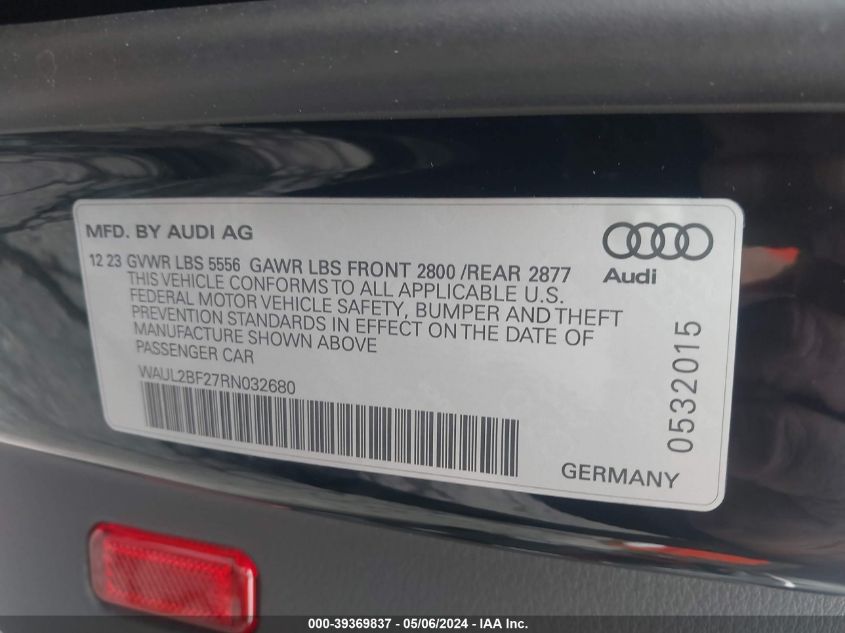 MFD. BY AUDI AG
12 23 GVWR LBS 5556 GAWR LBS FRONT 2800 /REAR 2877
THIS VEHICLE CONFORMS TO ALL APPLICABLE U.S.
FEDERAL MOTOR VEHICLE SAFETY, BUMPER AND THEFT
PREVENTION STANDARDS IN EFFECT ON THE DATE OF
MANUFACTURE SHOWN ABOVE
PASSENGER CAR
WAUL2BF27RN032680
Audi
0532015
GERMANY
000-39369837 - 05/06/2024 - IAA Inc.